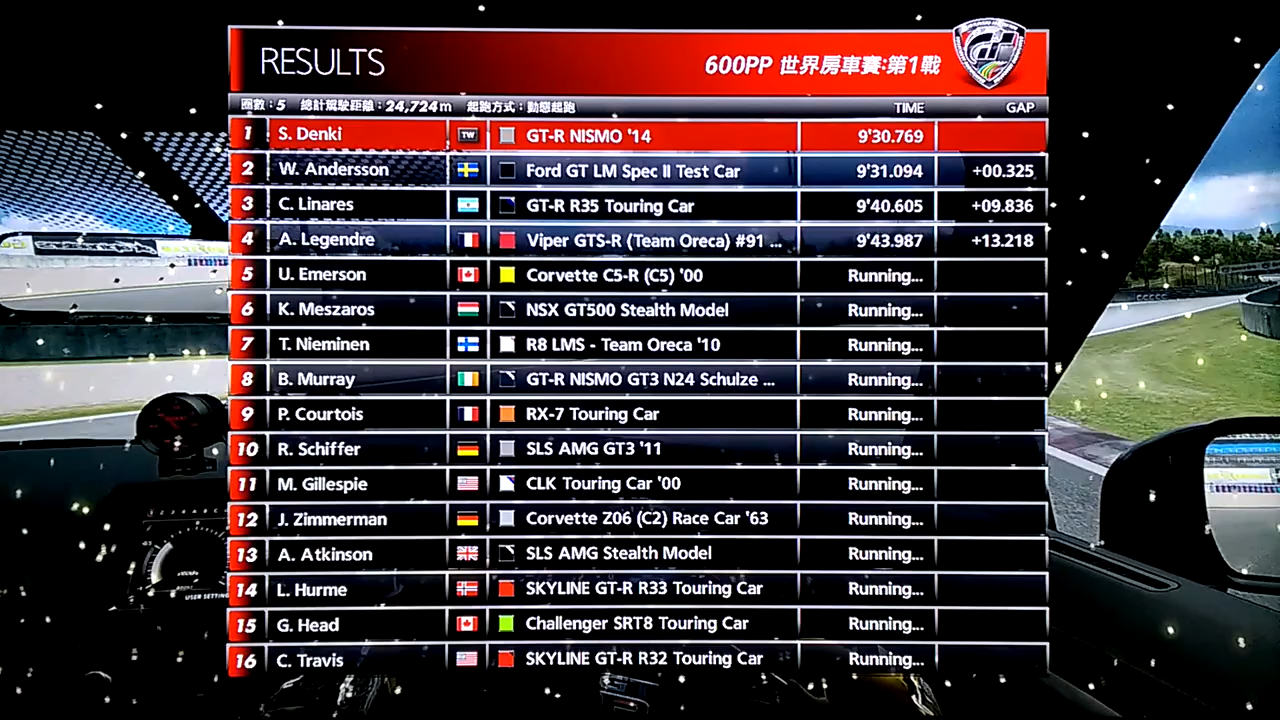 RESULTS
600PP 世界房車賽:第1戰
圈數:5 總計駕駛距離:24,724m 起跑方式:動態起跑 TIME GAP
1 S. Denki TW GT-R NISMO '14 9'30.769
2 W. Andersson Ford GT LM Spec II Test Car 9'31.094 +00.325
3 C. Linares GT-R R35 Touring Car 9'40.605 +09.836
4 A. Legendre Viper GTS-R (Team Oreca) #91 ... 9'43.987 +13.218
5 U. Emerson Corvette C5-R (C5) '00 Running...
6 K. Meszaros NSX GT500 Stealth Model Running...
7 T. Nieminen R8 LMS - Team Oreca '10 Running...
8 B. Murray GT-R NISMO GT3 N24 Schulze ... Running...
9 P. Courtois RX-7 Touring Car Running...
10 R. Schiffer SLS AMG GT3 '11 Running...
11 M. Gillespie CLK Touring Car '00 Running...
12 J. Zimmerman Corvette Z06 (C2) Race Car '63 Running...
13 A. Atkinson SLS AMG Stealth Model Running...
14 L. Hurme SKYLINE GT-R R33 Touring Car Running...
15 G. Head Challenger SRT8 Touring Car Running...
16 C. Travis SKYLINE GT-R R32 Touring Car Running...
USER SETTING